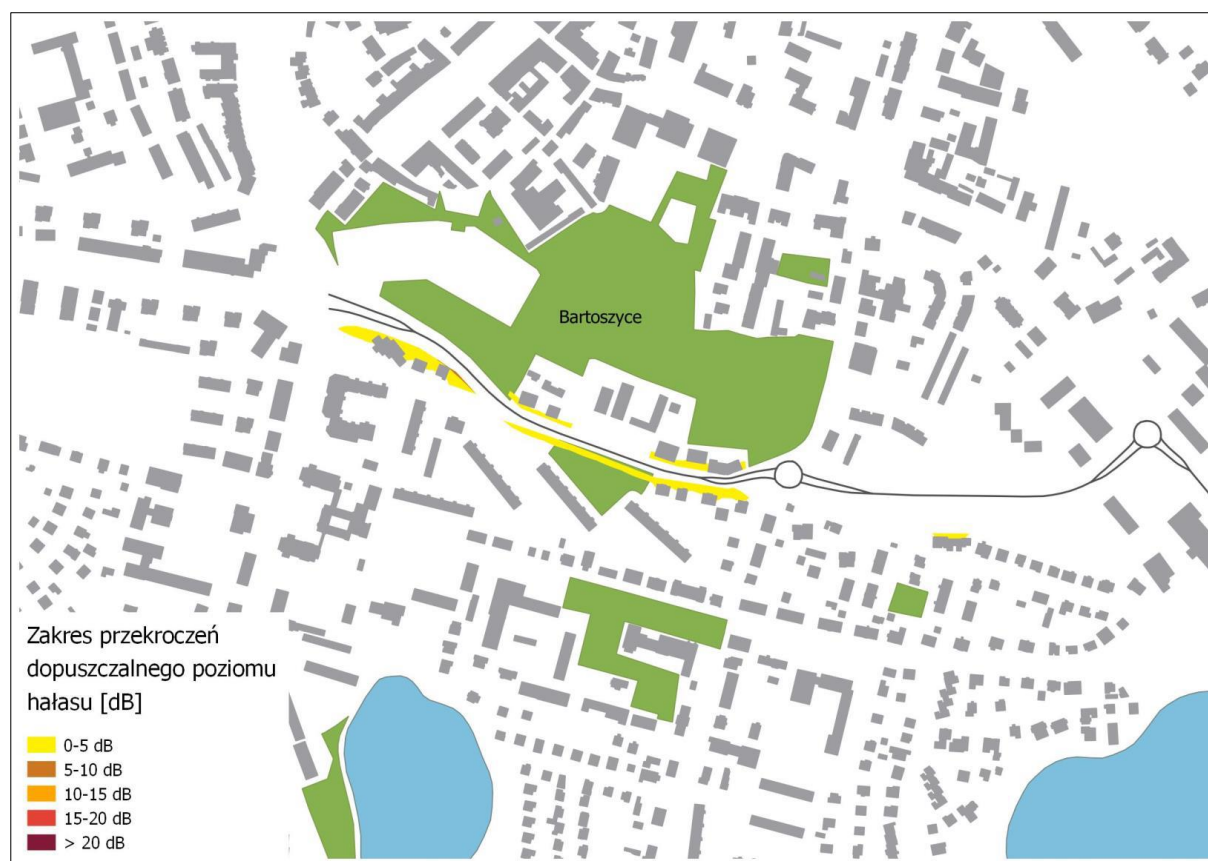 Bartoszyce
Zakres przekroczeń
dopuszczalnego poziomu
hałasu [dB]
0-5 dB
5-10 dB
10-15 dB
15-20 dB
> 20 dB